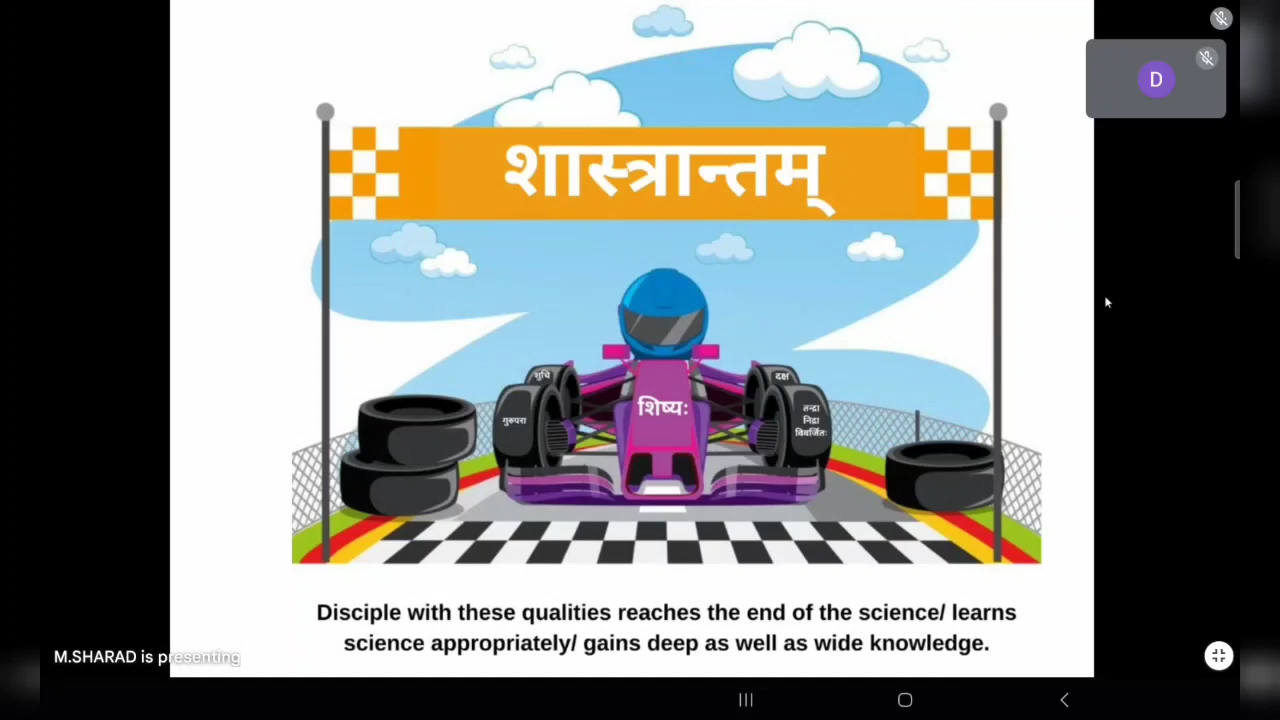 D
शास्त्रान्तम्
शुचि
दक्ष
शिष्यः
गुरुपरा
तन्द्रा
निद्रा
विवर्जितः
Disciple with these qualities reaches the end of the science/ learns
science appropriately/ gains deep as well as wide knowledge.
M.SHARAD is presenting